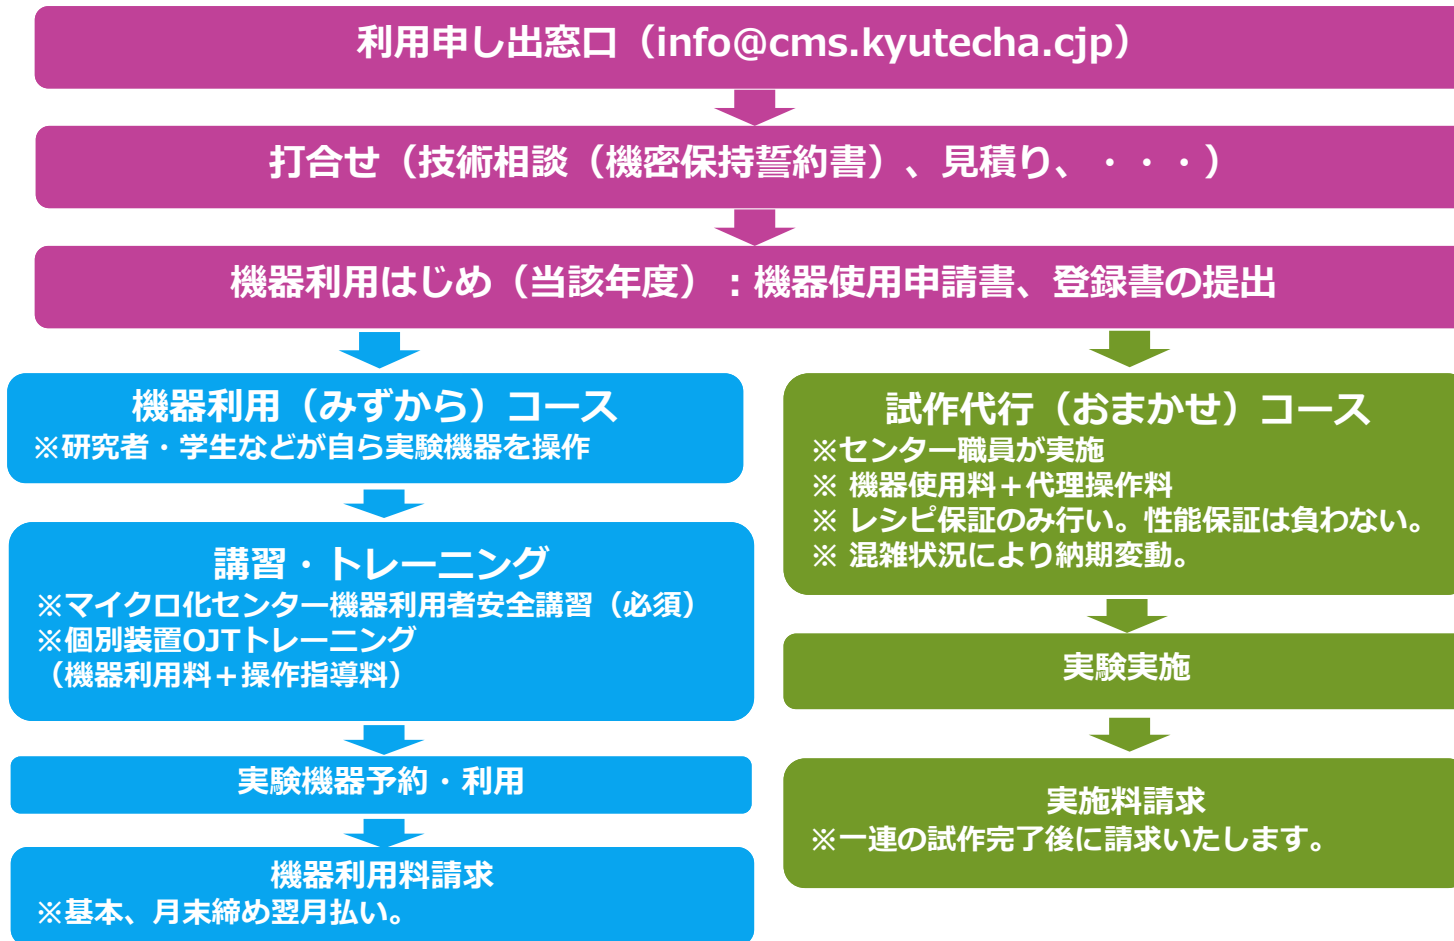 利用申し出窓口（info@cms.kyutecha.cjp）
打合せ（技術相談（機密保持誓約書）、見積り、・・・）
機器利用はじめ（当該年度）：機器使用申請書、登録書の提出
機器利用（みずから）コース
※研究者・学生などが自ら実験機器を操作
講習・トレーニング
※マイクロ化センター機器利用者安全講習（必須）
※個別装置OJTトレーニング
（機器利用料＋操作指導料）
実験機器予約・利用
機器利用料請求
※基本、月末締め翌月払い。
試作代行（おまかせ）コース
※センター職員が実施
※ 機器使用料＋代理操作料
※ レシピ保証のみ行い。性能保証は負わない。
※ 混雑状況により納期変動。
実験実施
実施料請求
※一連の試作完了後に請求いたします。